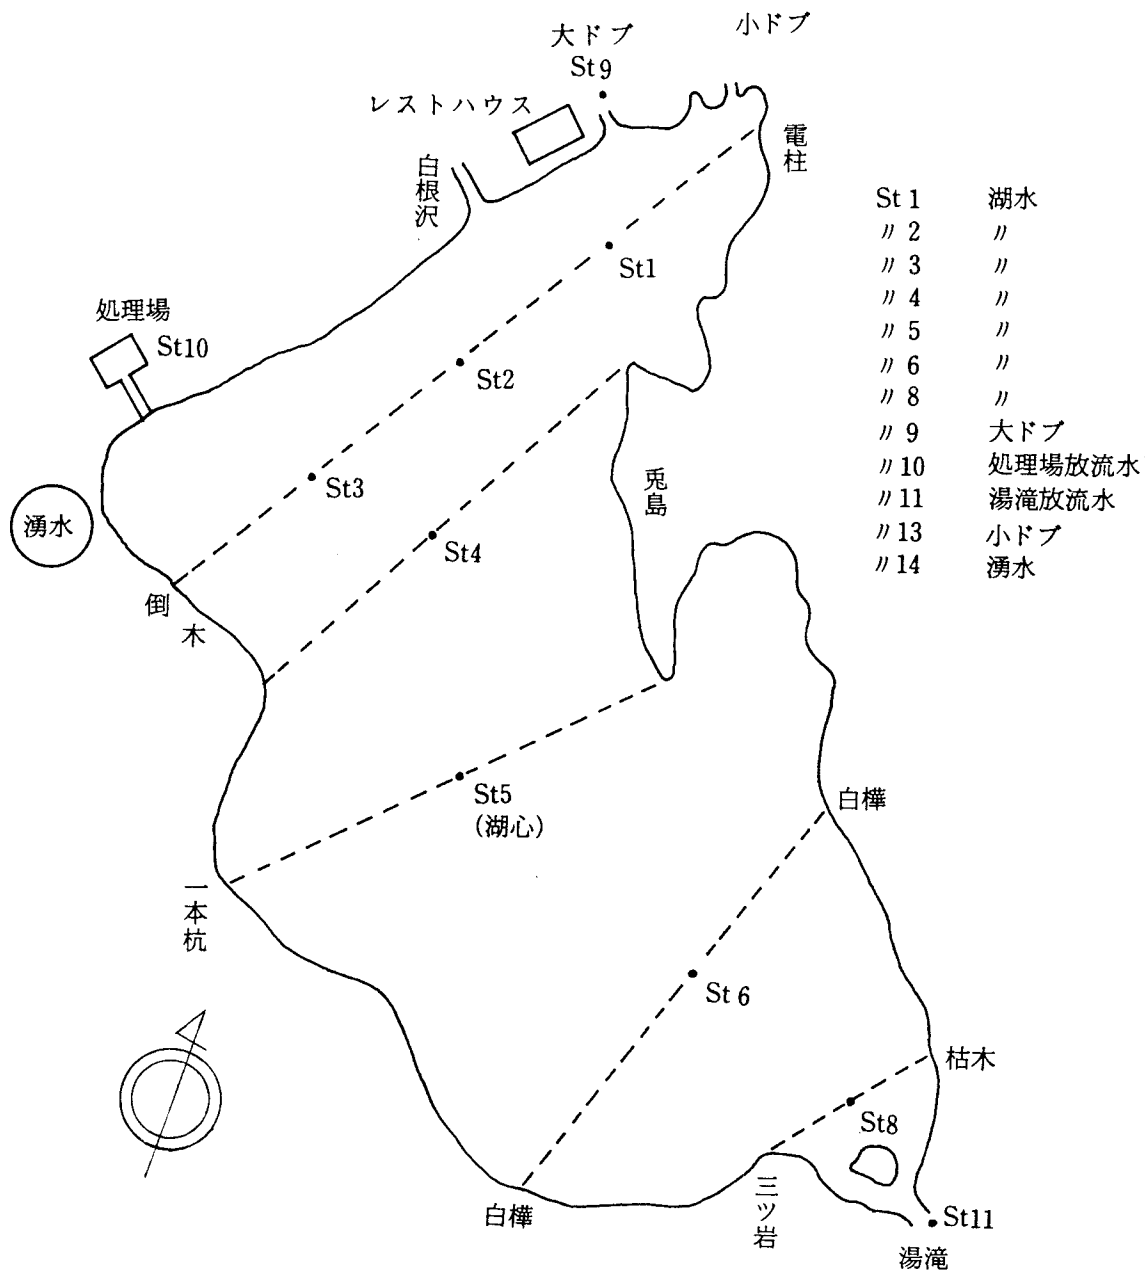 小ドブ
大ドブ
St9
レストハウス
電柱
白根沢
St1
処理場
St10
St2
St3
兎島
湧水
St4
倒木
St5
(湖心)
白樺
一本杭
St6
枯木
St8
三ツ岩
白樺
St11
湯滝
St1 湖水
〃2 〃
〃3 〃
〃4 〃
〃5 〃
〃6 〃
〃8 〃
〃9 大ドブ
〃10 処理場放流水
〃11 湯滝放流水
〃13 小ドブ
〃14 湧水